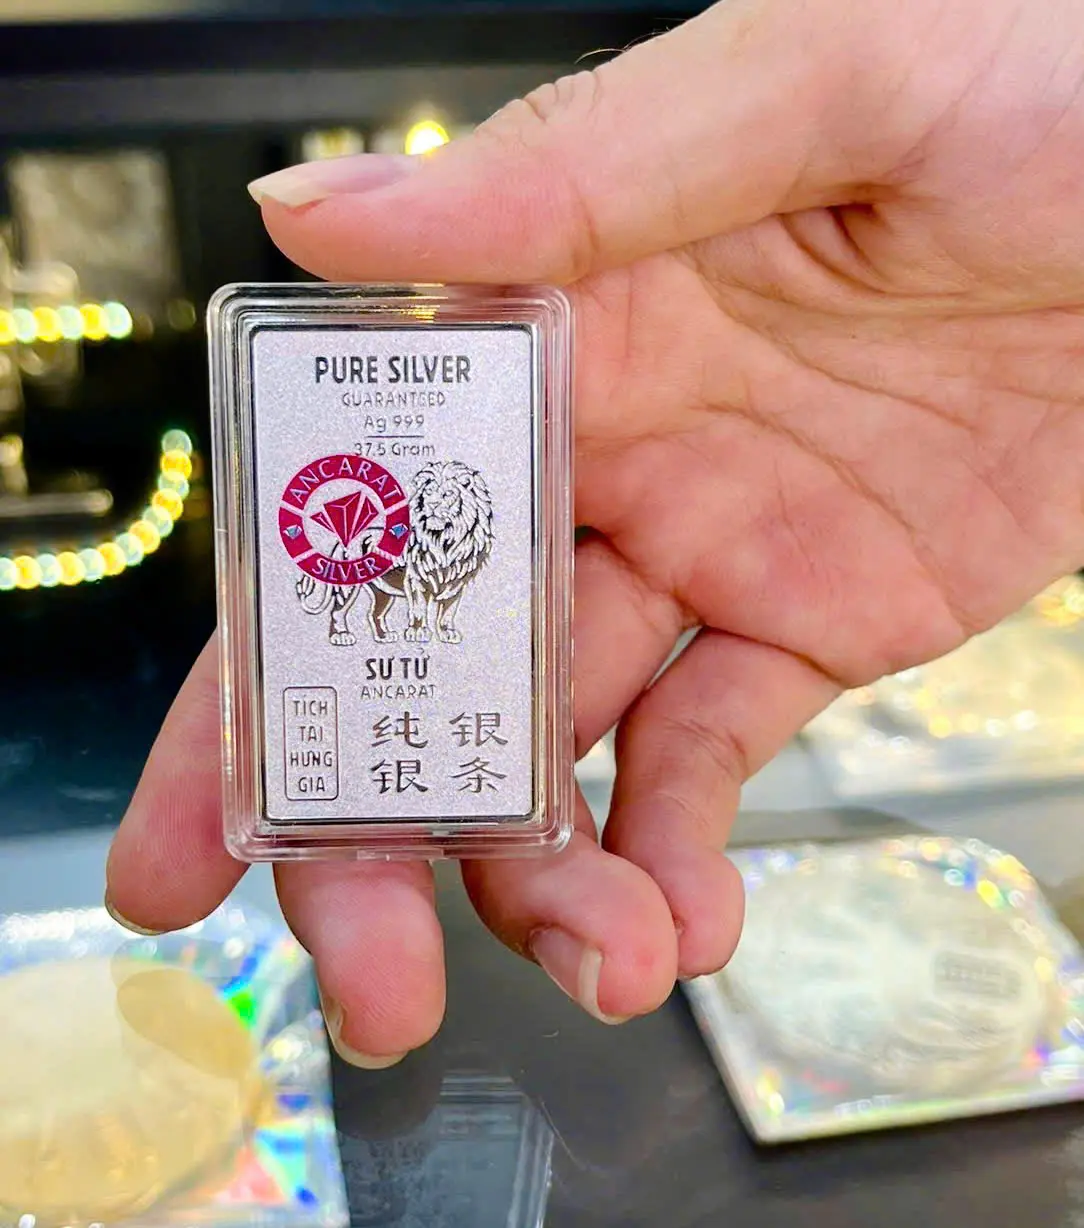 PURE SILVER
GUARANTEED
Ag 999
37.5 Gram
ANCARAT
SILVER
SƯ TỬ
ANCARAT
TÍCH
TÀI
HƯNG
GIA
纯 银
银 条